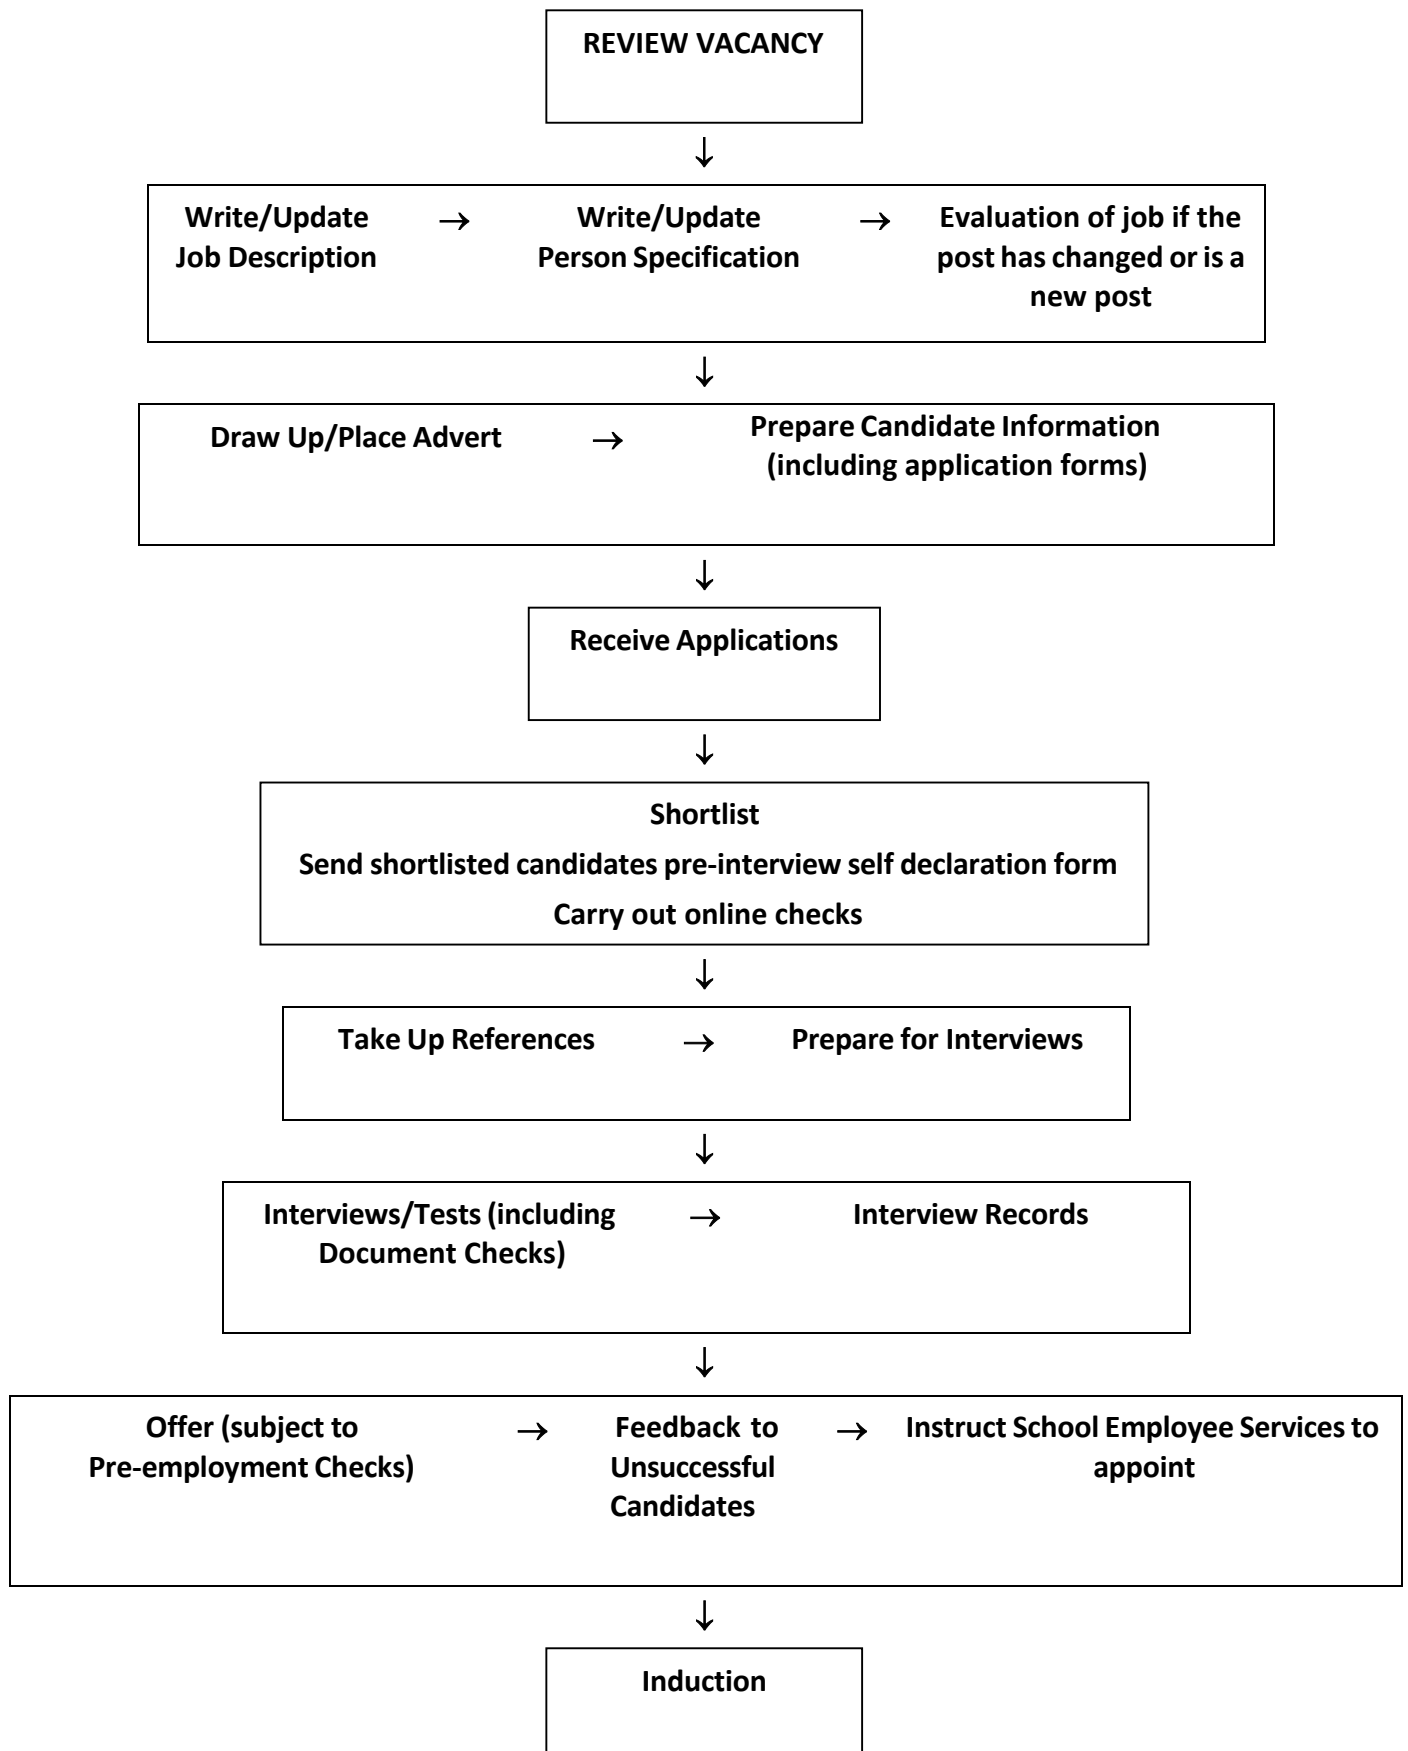 REVIEW VACANCY
↓
Write/Update
Job Description
→
Write/Update
Person Specification
→
Evaluation of job if the
post has changed or is a
new post
↓
Draw Up/Place Advert
→
Prepare Candidate Information
(including application forms)
↓
Receive Applications
↓
Shortlist
Send shortlisted candidates pre-interview self declaration form
Carry out online checks
↓
Take Up References
→
Prepare for Interviews
↓
Interviews/Tests (including
Document Checks)
→
Interview Records
↓
Offer (subject to
Pre-employment Checks)
→
Feedback to
Unsuccessful
Candidates
→
Instruct School Employee Services to
appoint
↓
Induction